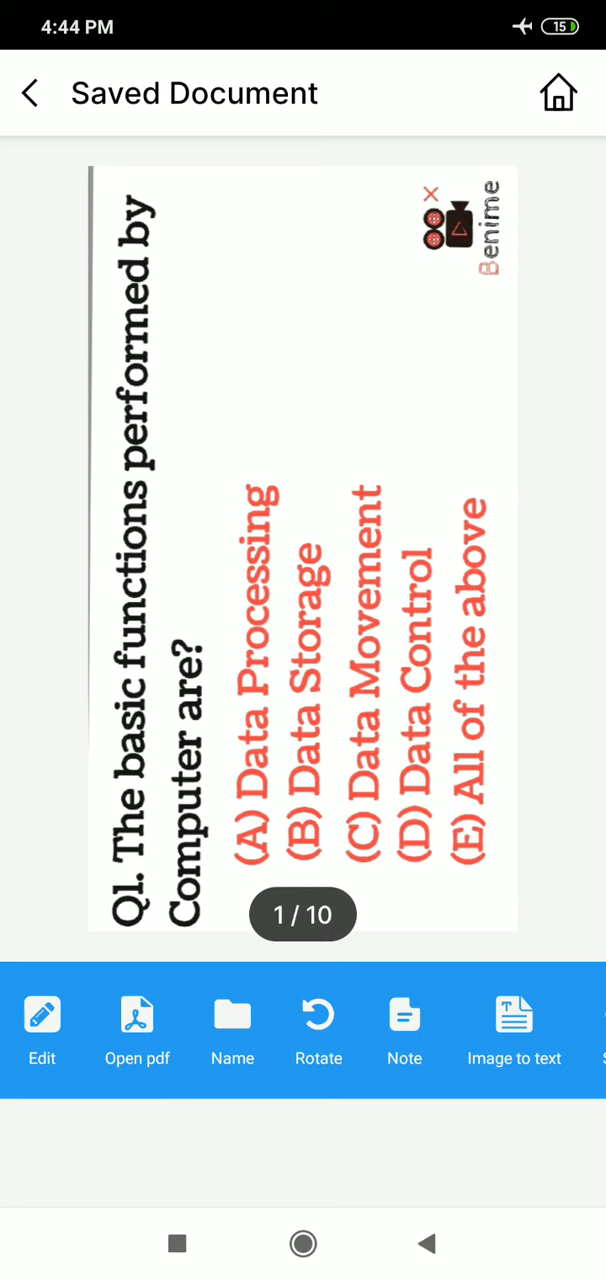 4:44 PM
15
Saved Document
Q1. The basic functions performed by
Computer are?
(A) Data Processing
(B) Data Storage
(C) Data Movement
(D) Data Control
(E) All of the above
Benime
1 / 10
Edit
Open pdf
Name
Rotate
Note
Image to text